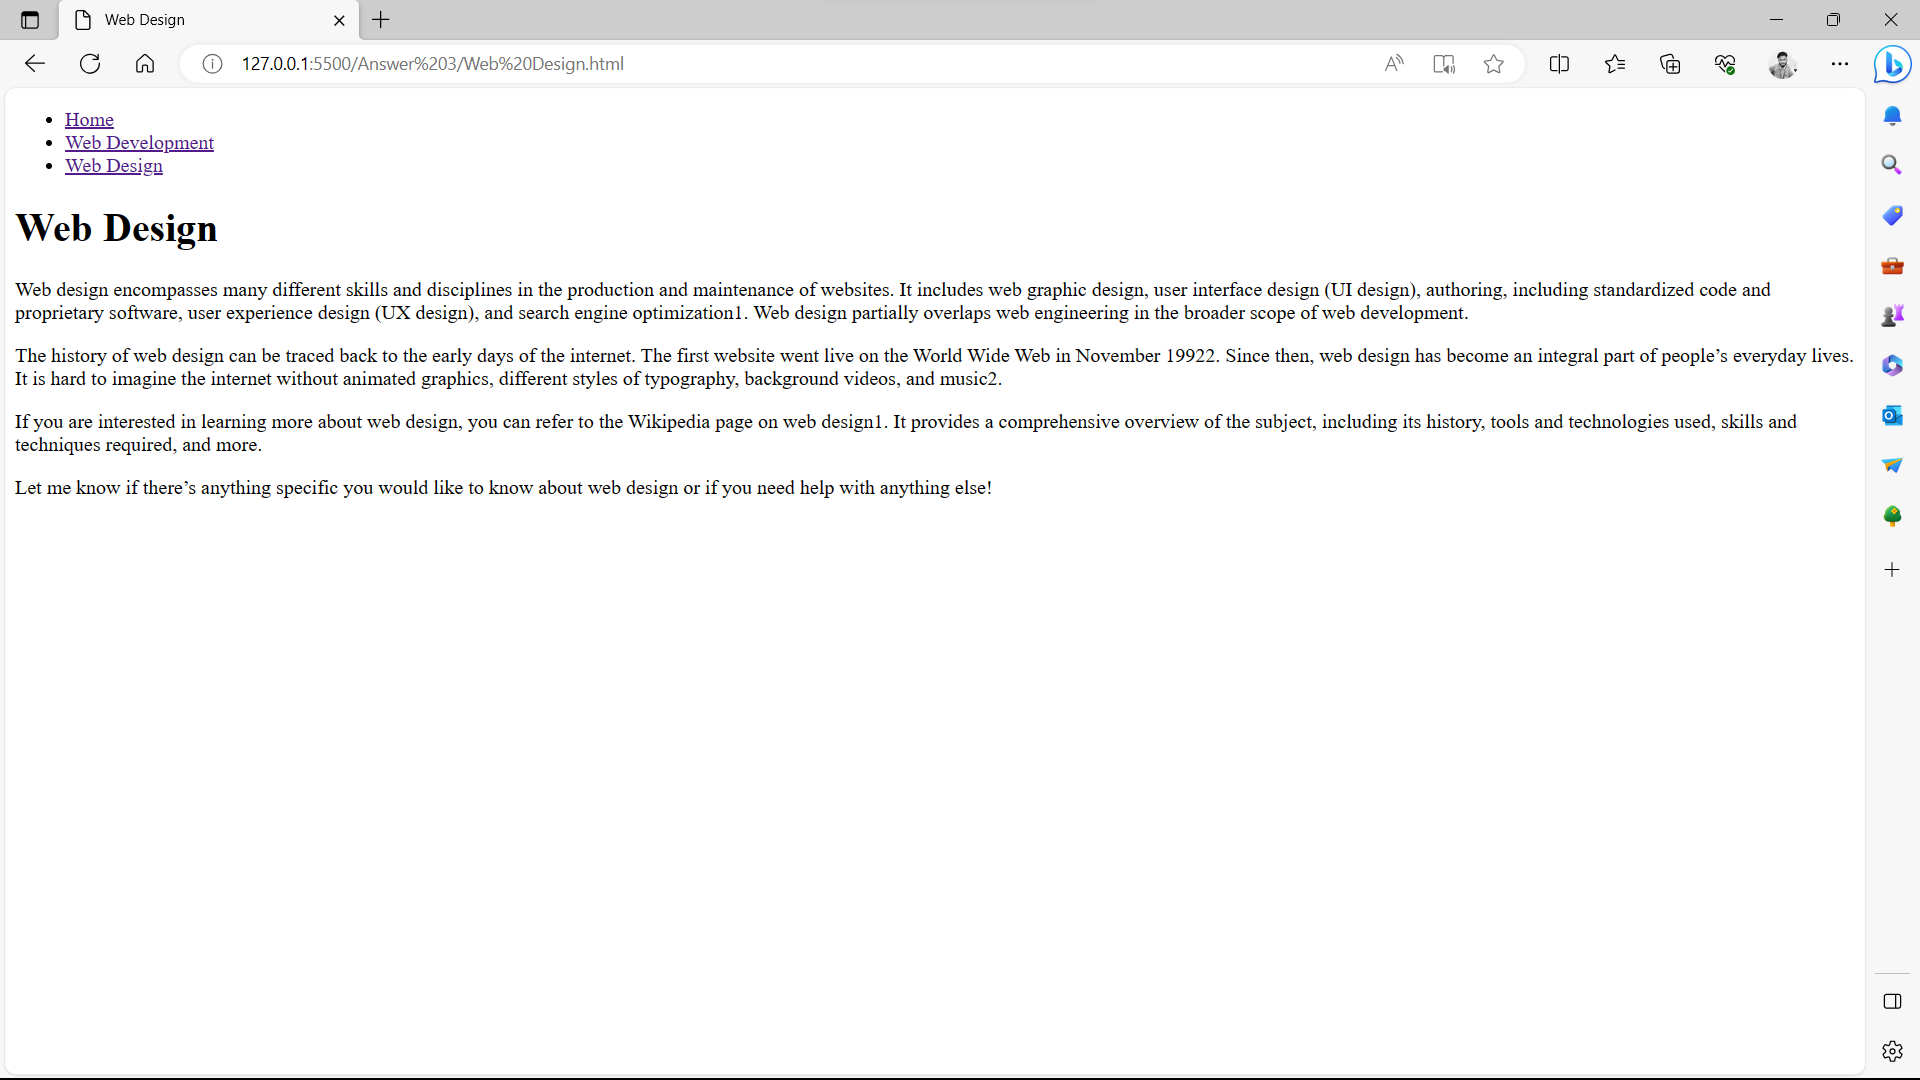 Web Design
127.0.0.1:5500/Answer%203/Web%20Design.html
Home
Web Development
Web Design
Web Design
Web design encompasses many different skills and disciplines in the production and maintenance of websites. It includes web graphic design, user interface design (UI design), authoring, including standardized code and
proprietary software, user experience design (UX design), and search engine optimization1. Web design partially overlaps web engineering in the broader scope of web development.
The history of web design can be traced back to the early days of the internet. The first website went live on the World Wide Web in November 19922. Since then, web design has become an integral part of people’s everyday lives.
It is hard to imagine the internet without animated graphics, different styles of typography, background videos, and music2.
If you are interested in learning more about web design, you can refer to the Wikipedia page on web design1. It provides a comprehensive overview of the subject, including its history, tools and technologies used, skills and
techniques required, and more.
Let me know if there’s anything specific you would like to know about web design or if you need help with anything else!